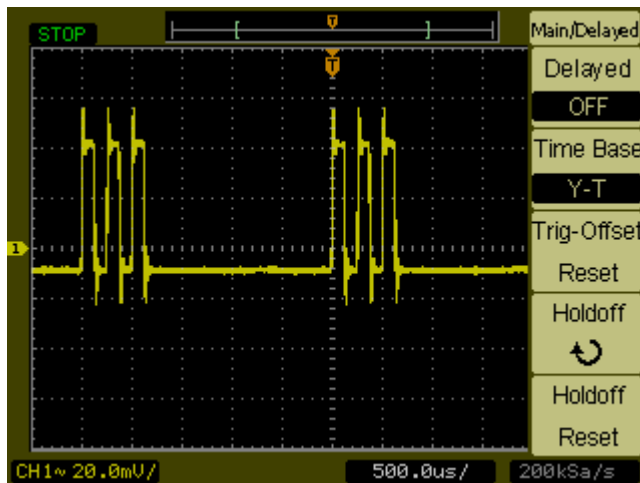 STOP
T
Main/Delayed
T
Delayed
OFF
Time Base
Y-T
Trig-Offset
Reset
1
Holdoff
Holdoff
Reset
CH1~ 20.0mV/
500.0us/
200kSa/s